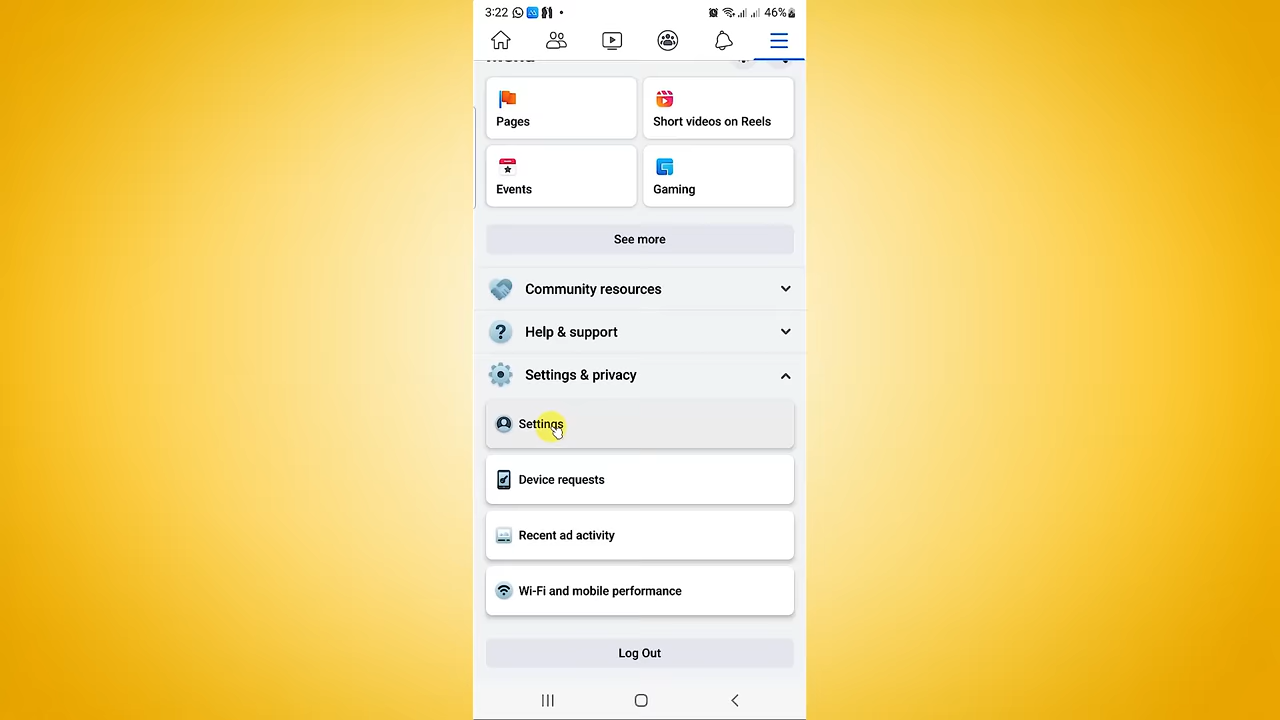 3:22
46%
Menu
Pages
Short videos on Reels
Events
Gaming
See more
Community resources
Help & support
Settings & privacy
Settings
Device requests
Recent ad activity
Wi-Fi and mobile performance
Log Out